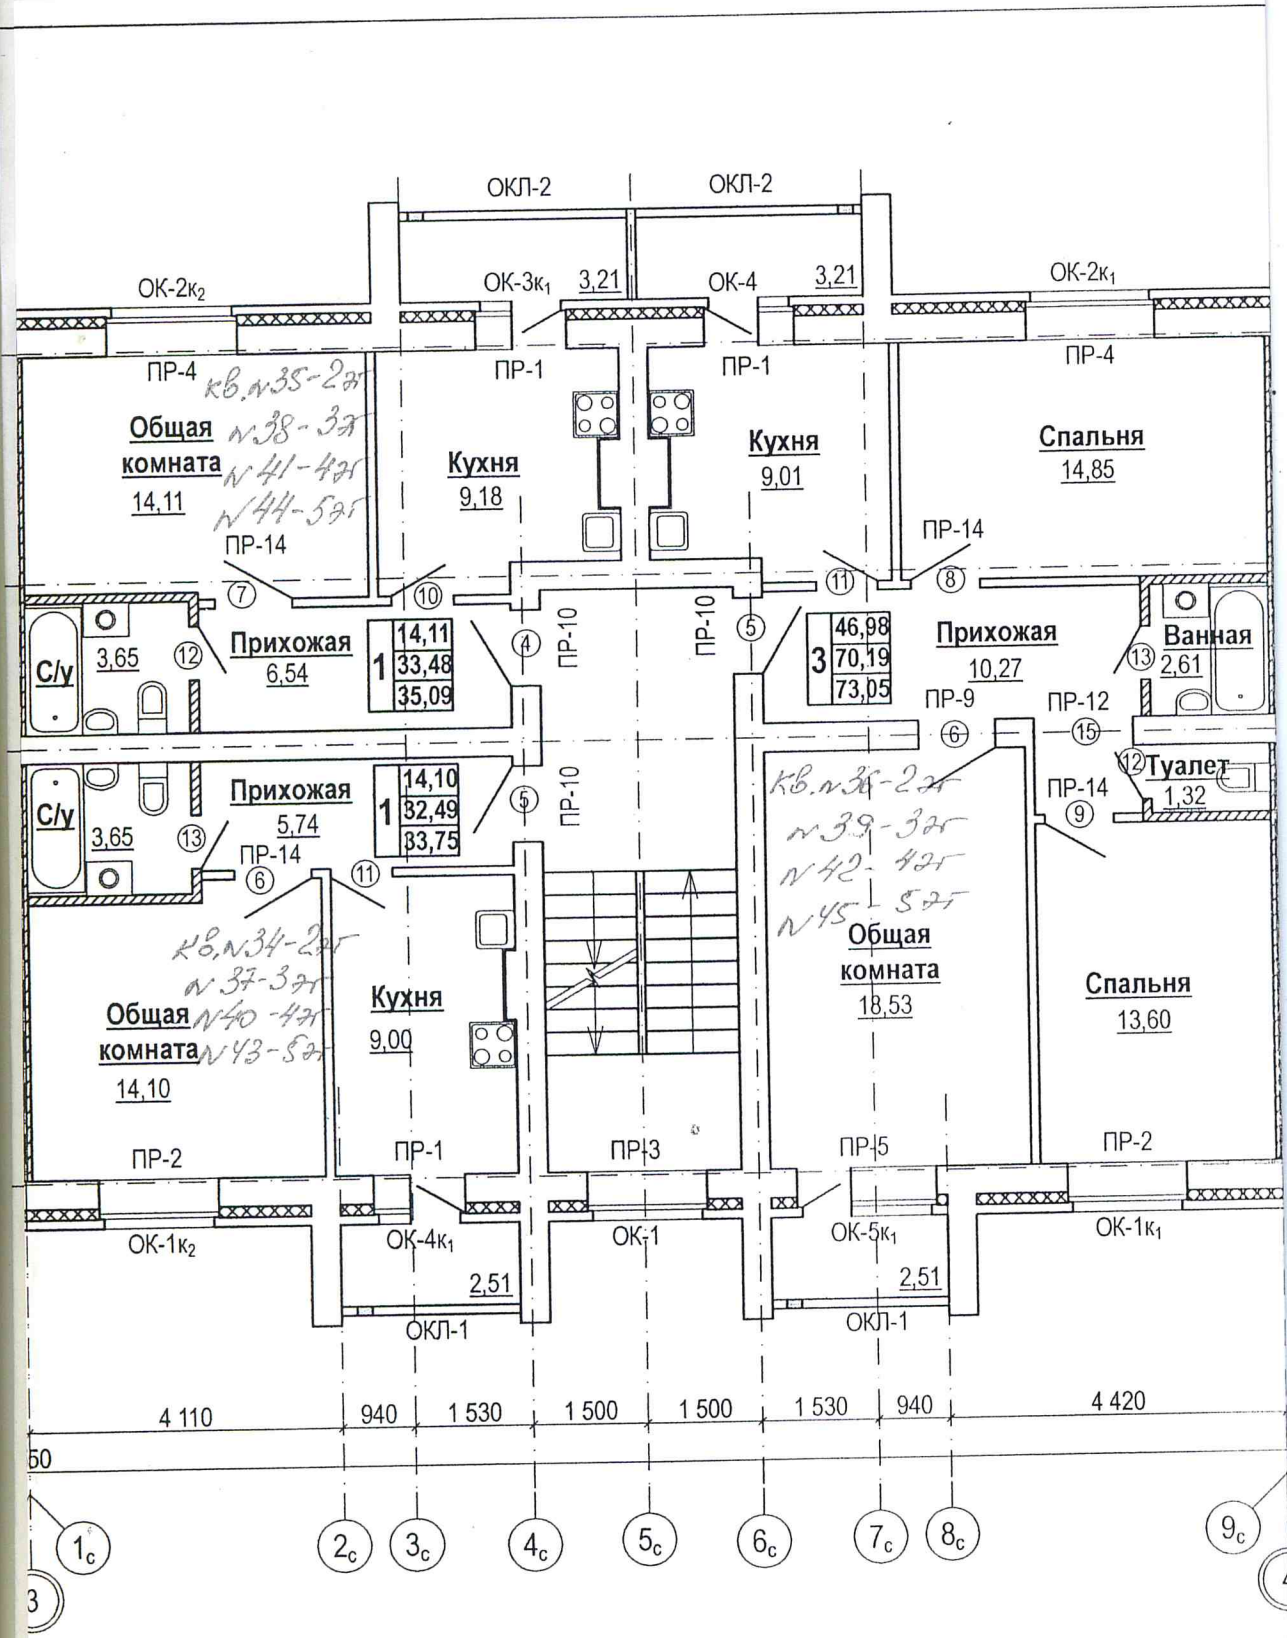 ОКЛ-2
ОКЛ-2
ОК-2к₂
ОК-3к₁
3,21
ОК-4
3,21
ОК-2к₁
ПР-4
ПР-1
ПР-1
ПР-4
кв.№35-2эт
№38-3эт
№41-4эт
№44-5эт
Общая
комната
14,11
Кухня
9,18
Кухня
9,01
Спальня
14,85
ПР-14
ПР-14
7
10
11
8
С/у
3,65
12
Прихожая
6,54
1
14,11
33,48
35,09
4
ПР-10
ПР-10
5
3
46,98
70,19
73,05
Прихожая
10,27
13
Ванная
2,61
ПР-9
ПР-12
6
15
С/у
3,65
13
Прихожая
5,74
1
14,10
32,49
33,75
5
ПР-10
12
Туалет
1,32
ПР-14
9
ПР-14
6
11
кв.№36-2эт
№39-3эт
№42-4эт
№45-5эт
Общая
комната
18,53
кв.№34-2эт
№37-3эт
№40-4эт
№43-5эт
Общая
комната
14,10
Кухня
9,00
Спальня
13,60
ПР-2
ПР-1
ПР-3
ПР-5
ПР-2
ОК-1к₂
ОК-4к₁
ОК-1
ОК-5к₁
ОК-1к₁
2,51
2,51
ОКЛ-1
ОКЛ-1
4 110
940
1 530
1 500
1 500
1 530
940
4 420
50
1с
2с
3с
4с
5с
6с
7с
8с
9с
3
4